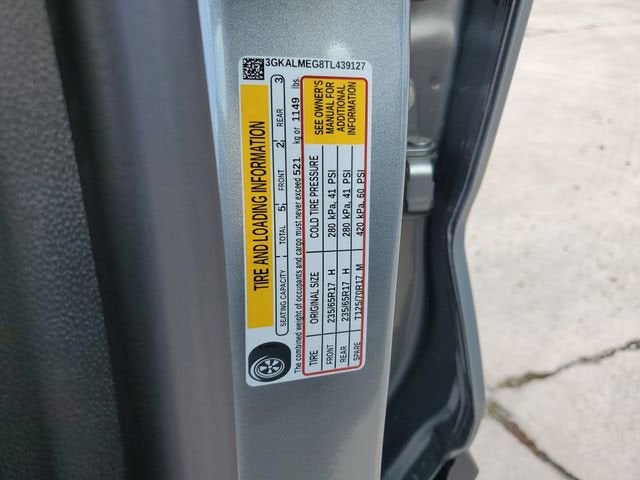 3GKALMEG8TL439127
TIRE AND LOADING INFORMATION
SEATING CAPACITY TOTAL 5 FRONT 2 REAR 3
The combined weight of occupants and cargo must never exceed 521 kg or 1149 lbs.
TIRE ORIGINAL SIZE COLD TIRE PRESSURE
FRONT 235/65R17 H 280 kPa, 41 PSI
REAR 235/65R17 H 280 kPa, 41 PSI
SPARE T125/70R17 M 420 kPa, 60 PSI
SEE OWNER'S
MANUAL FOR
ADDITIONAL
INFORMATION